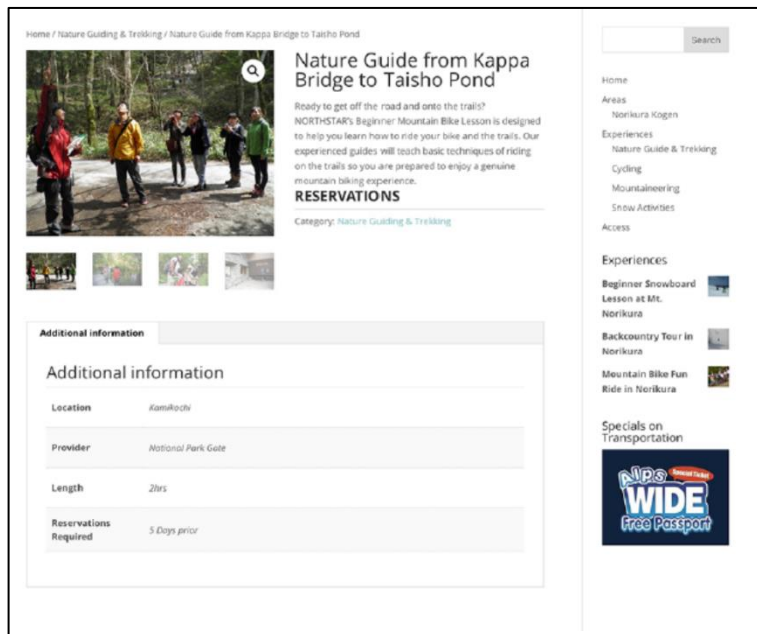 Home / Nature Guiding & Trekking / Nature Guide from Kappa Bridge to Taisho Pond
Nature Guide from Kappa
Bridge to Taisho Pond
Ready to get off the road and onto the trails?
NORTHSTAR's Beginner Mountain Bike Lesson is designed
to help you learn how to ride your bike and the trails. Our
experienced guides will teach basic techniques of riding
on the trails so you are prepared to enjoy a genuine
mountain biking experience.
RESERVATIONS
Category: Nature Guiding & Trekking
Additional information
Additional information
Location Kamikochi
Provider National Park Gate
Length 2hrs
Reservations
Required 5 Days prior
Search
Home
Areas
Norikura Kogen
Experiences
Nature Guide & Trekking
Cycling
Mountaineering
Snow Activities
Access
Experiences
Beginner Snowboard
Lesson at Mt.
Norikura
Backcountry Tour in
Norikura
Mountain Bike Fun
Ride in Norikura
Specials on
Transportation
AlPS
Special Ticket
WIDE
Free Passport